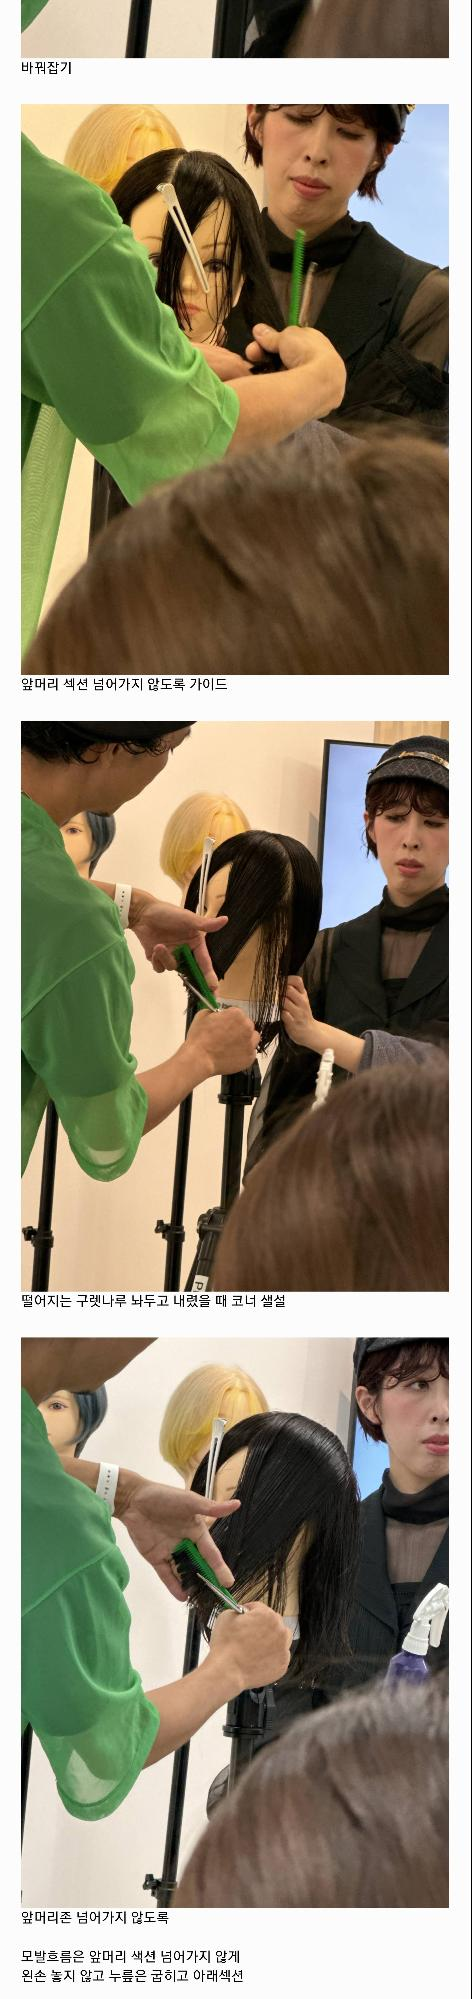 바꿔잡기
앞머리 섹션 넘어가지 않도록 가이드
떨어지는 구렛나루 놔두고 내렸을 때 코너 샐설
앞머리존 넘어가지 않도록
모발흐름은 앞머리 색션 넘어가지 않게
왼손 놓지 않고 누릎은 굽히고 아래섹션